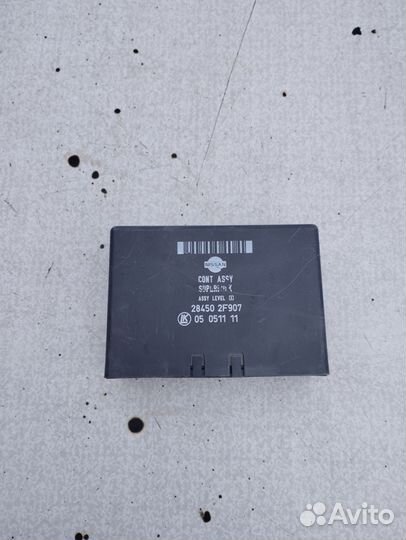 NISSAN
CONT ASSY
ASSY LEVEL
28450 2F907
05 0511 11
Avito